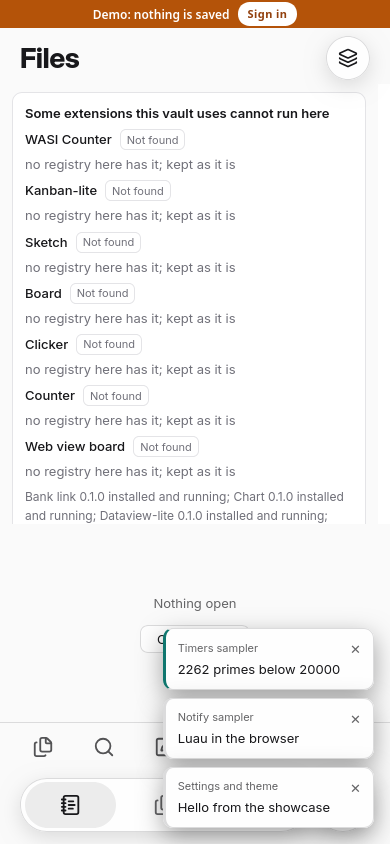 Demo: nothing is saved
Sign in
Files
Some extensions this vault uses cannot run here
WASI Counter
Not found
no registry here has it; kept as it is
Kanban-lite
Not found
no registry here has it; kept as it is
Sketch
Not found
no registry here has it; kept as it is
Board
Not found
no registry here has it; kept as it is
Clicker
Not found
no registry here has it; kept as it is
Counter
Not found
no registry here has it; kept as it is
Web view board
Not found
no registry here has it; kept as it is
Bank link 0.1.0 installed and running; Chart 0.1.0 installed
and running; Dataview-lite 0.1.0 installed and running;
Nothing open
Timers sampler
2262 primes below 20000
Notify sampler
Luau in the browser
Settings and theme
Hello from the showcase